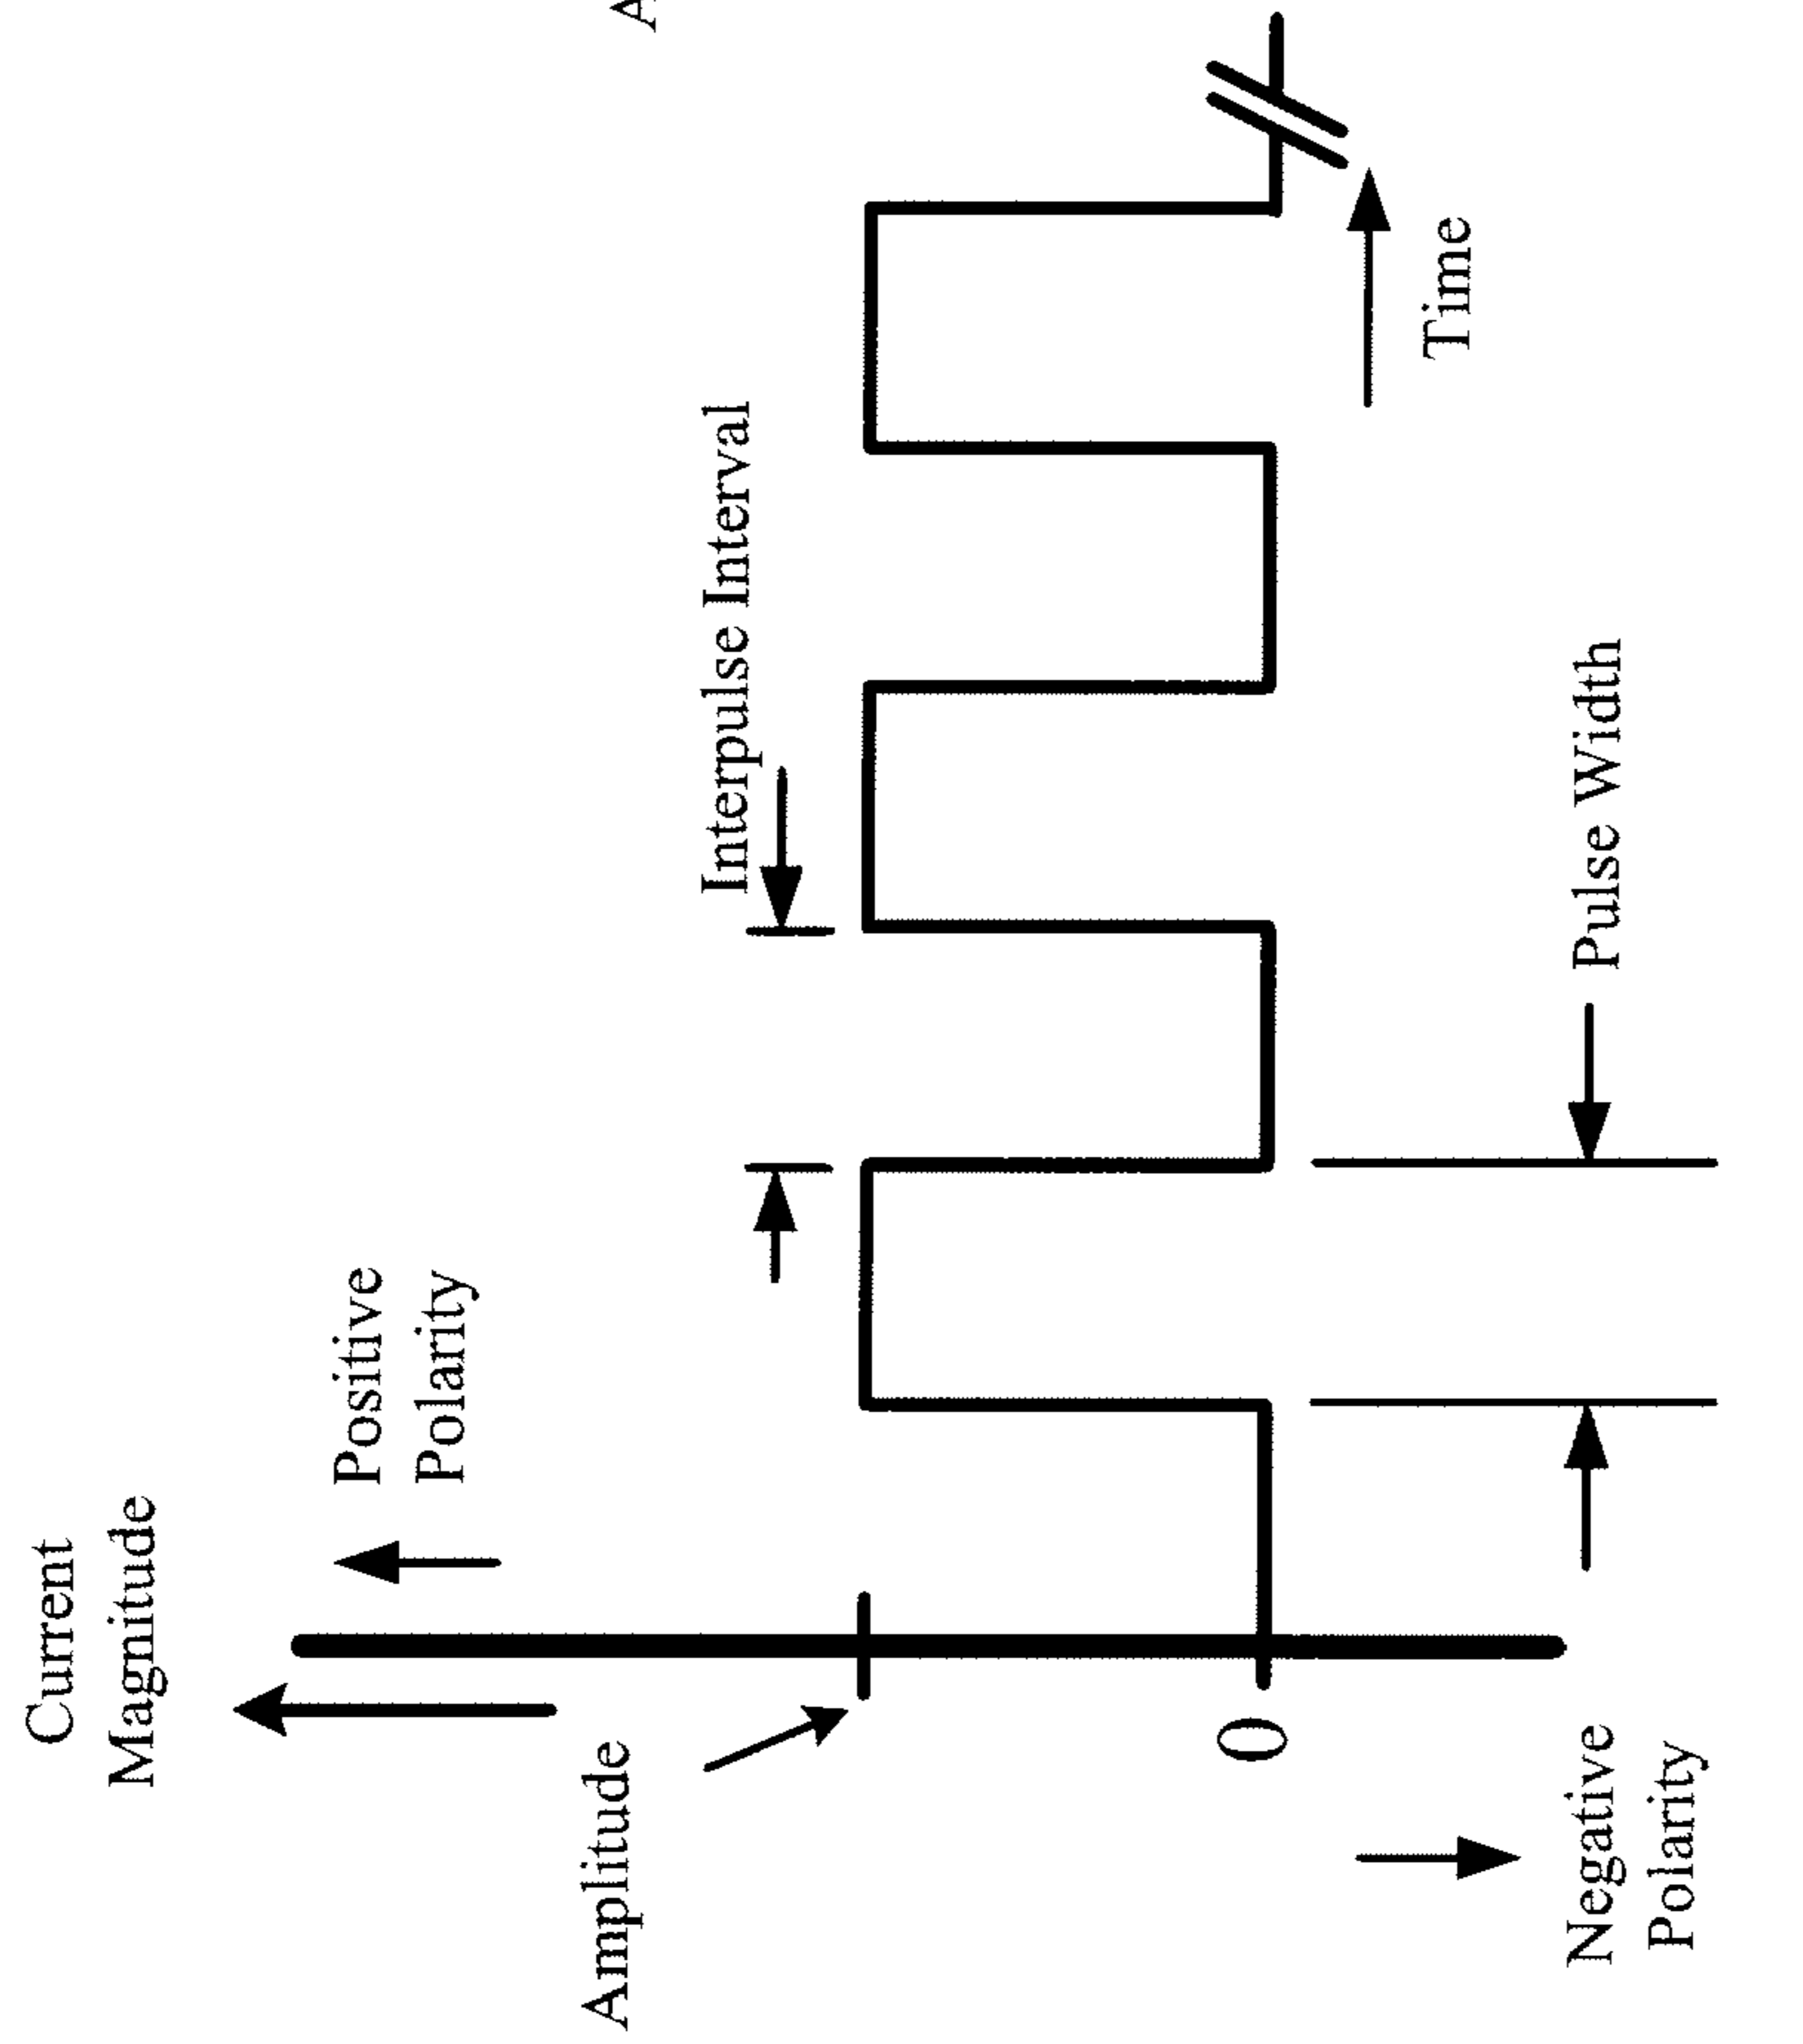 Current
Magnitude
Positive
Polarity
Amplitude
Interpulse Interval
A
0
Time
Negative
Polarity
Pulse Width